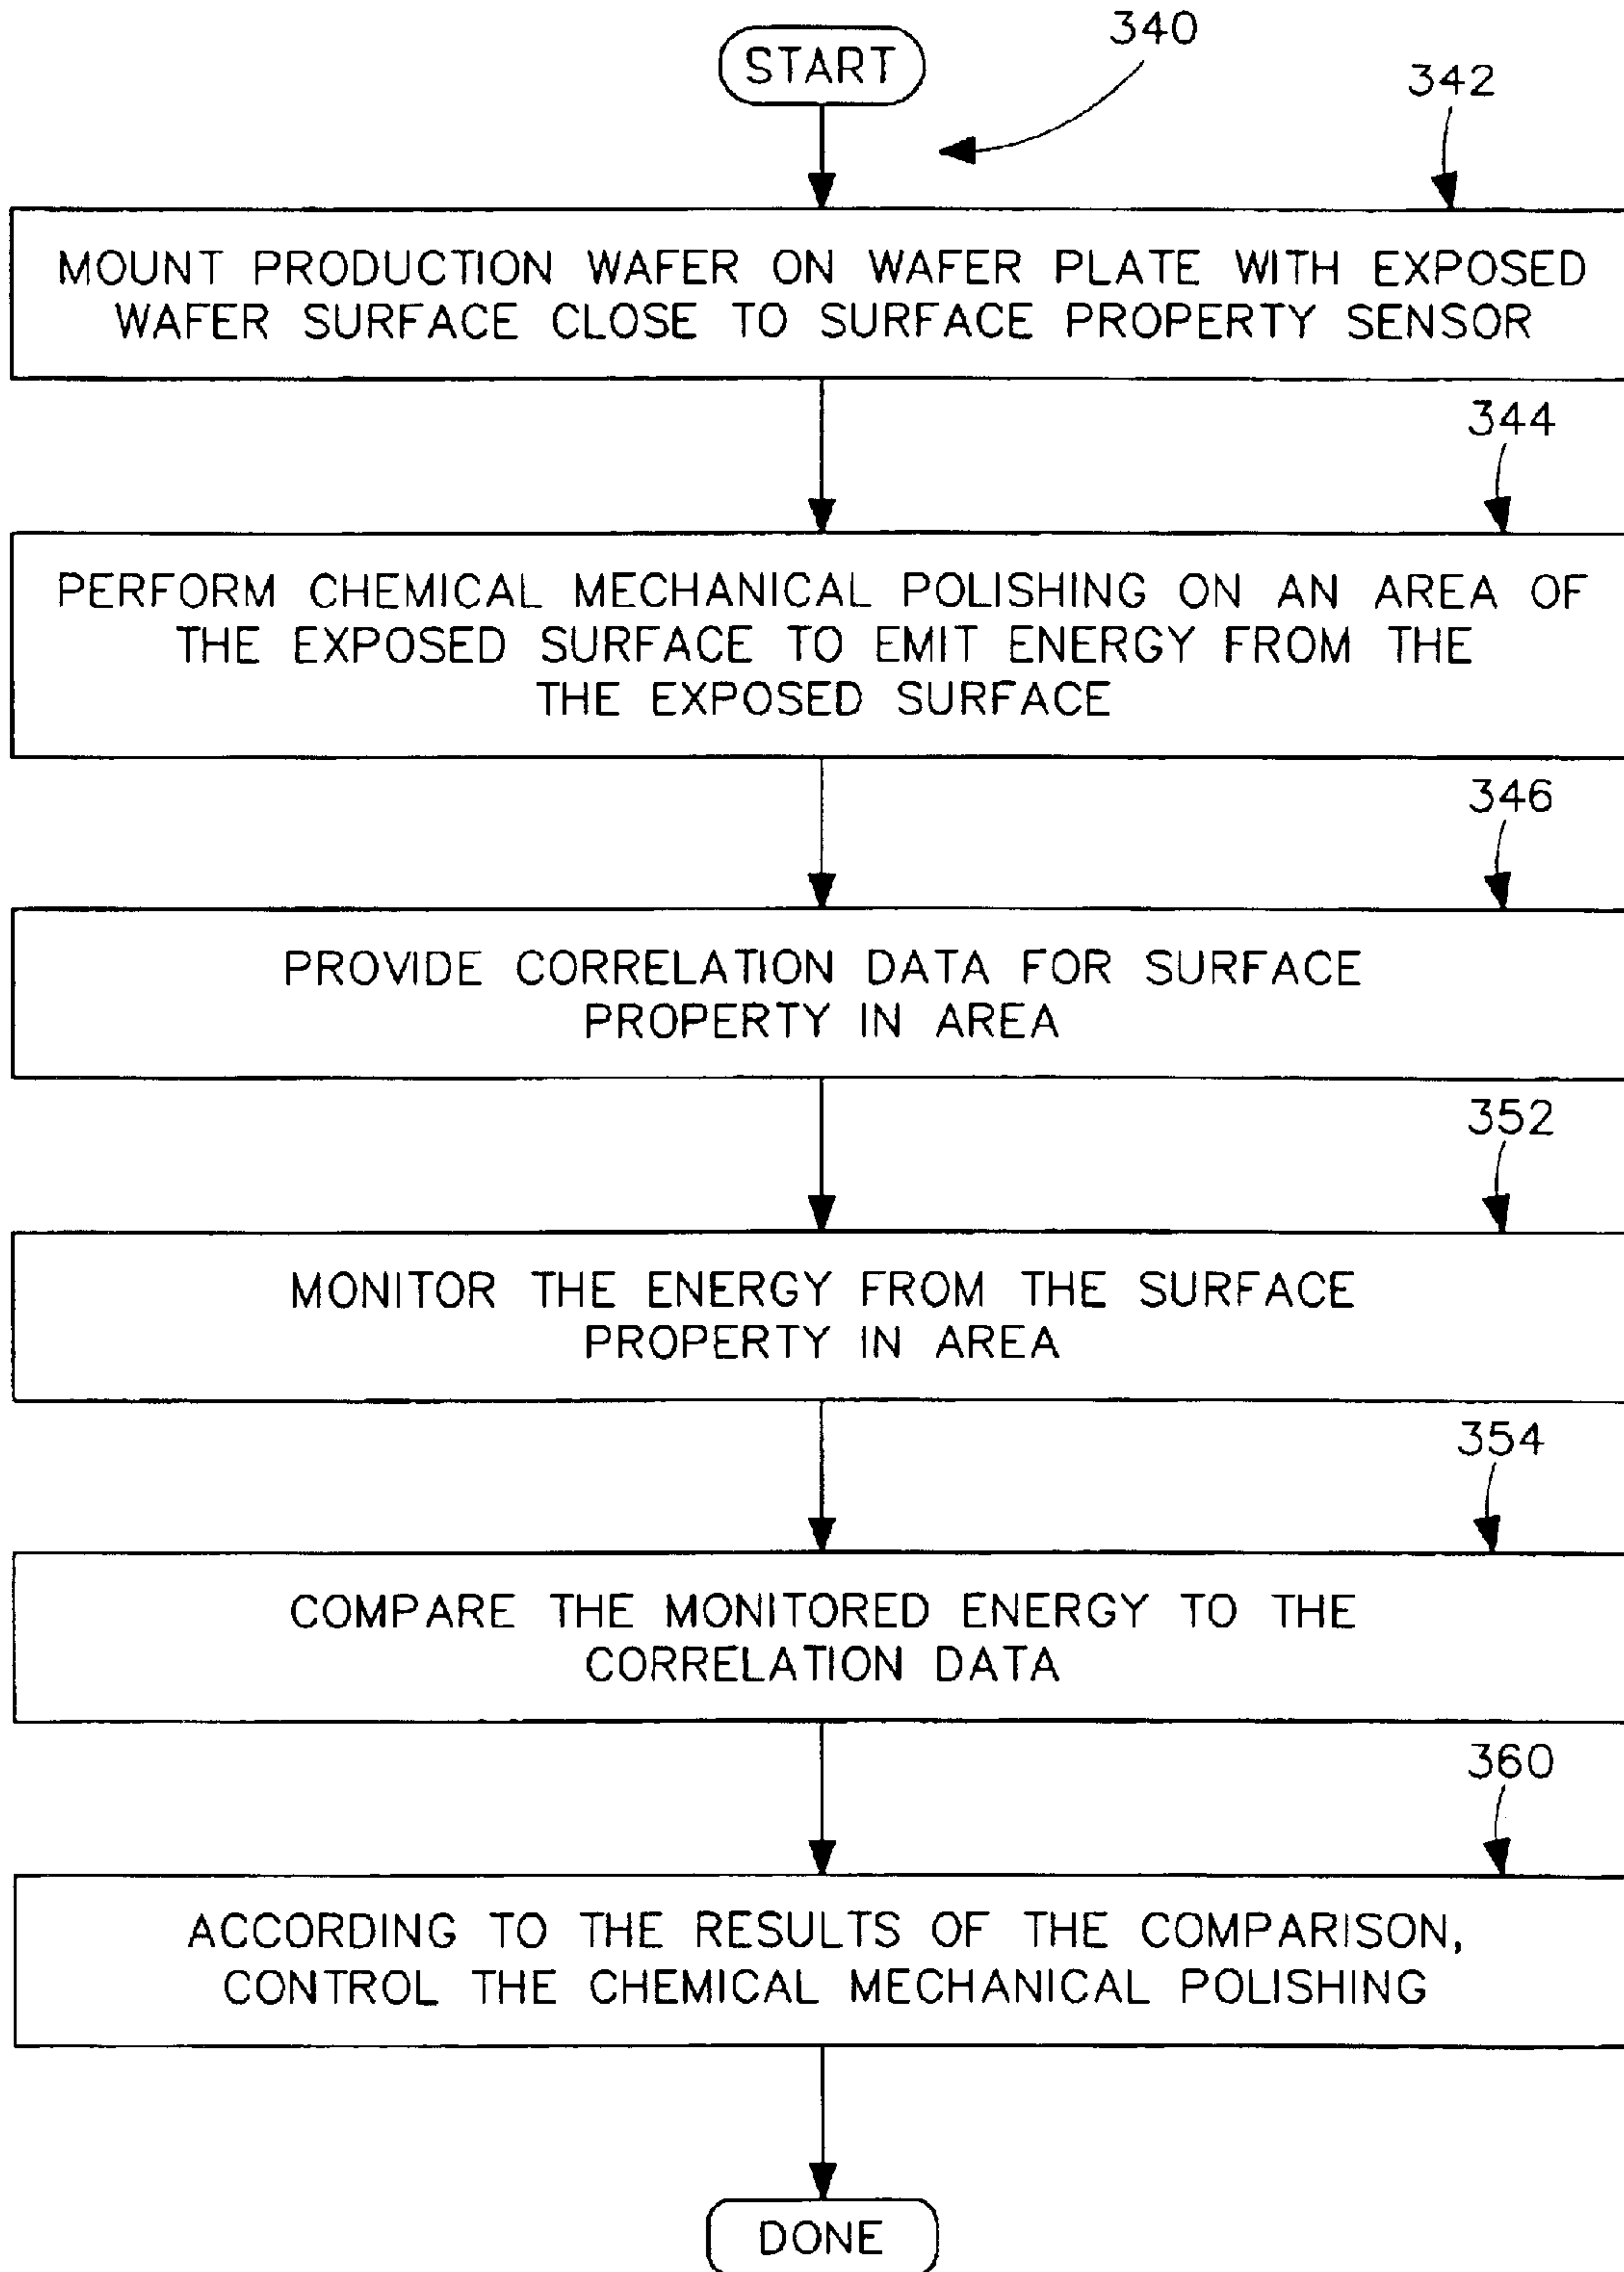 START
340
342
MOUNT PRODUCTION WAFER ON WAFER PLATE WITH EXPOSED
WAFER SURFACE CLOSE TO SURFACE PROPERTY SENSOR
344
PERFORM CHEMICAL MECHANICAL POLISHING ON AN AREA OF
THE EXPOSED SURFACE TO EMIT ENERGY FROM THE
THE EXPOSED SURFACE
346
PROVIDE CORRELATION DATA FOR SURFACE
PROPERTY IN AREA
352
MONITOR THE ENERGY FROM THE SURFACE
PROPERTY IN AREA
354
COMPARE THE MONITORED ENERGY TO THE
CORRELATION DATA
360
ACCORDING TO THE RESULTS OF THE COMPARISON,
CONTROL THE CHEMICAL MECHANICAL POLISHING
DONE